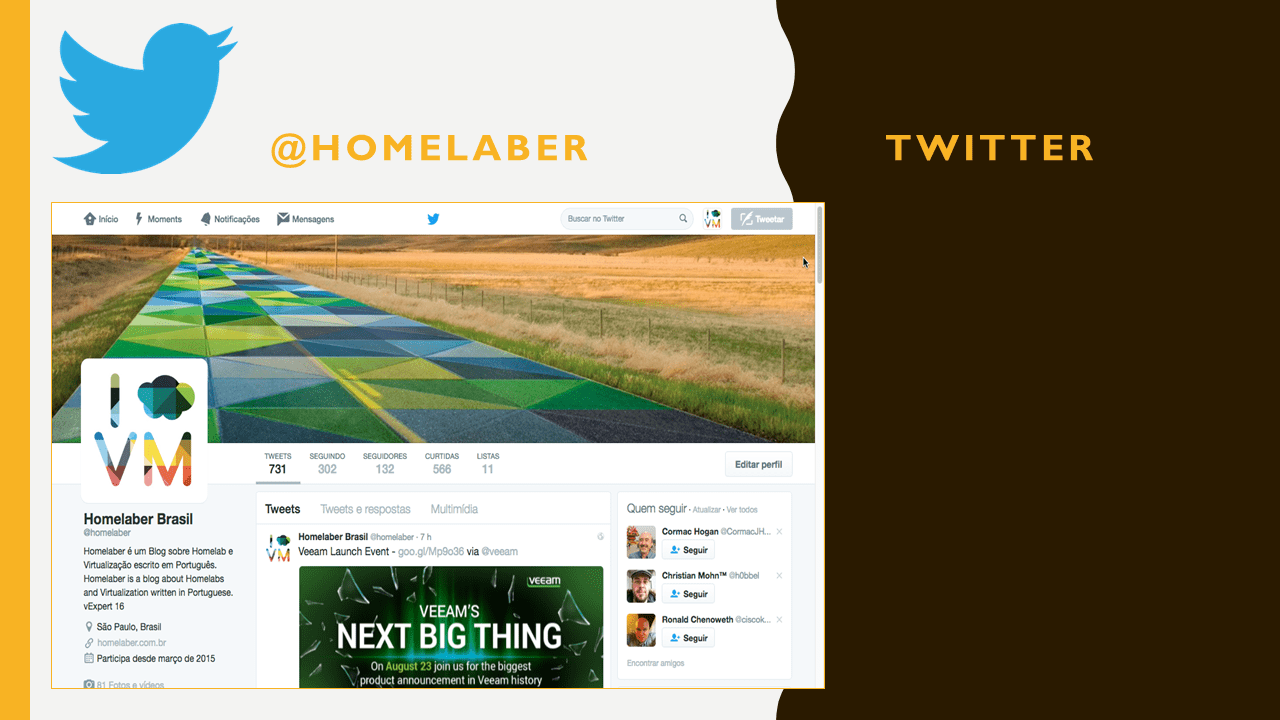 @HOMELABER
TWITTER
Início Moments Notificações Mensagens Buscar no Twitter Tweetar
I
VM
TWEETS SEGUINDO SEGUIDORES CURTIDAS LISTAS
731 302 132 566 11
Editar perfil
Homelaber Brasil
@homelaber
Homelaber é um Blog sobre Homelab e
Virtualização escrito em Português.
Homelaber is a blog about Homelabs
and Virtualization written in Portuguese.
vExpert 16
São Paulo, Brasil
homelaber.com.br
Participa desde março de 2015
81 Fotos e vídeos
Tweets Tweets e respostas Multimídia
Homelaber Brasil @homelaber · 7 h
Veeam Launch Event - goo.gl/Mp9o36 via @veeam
veeam
VEEAM'S
NEXT BIG THING
On August 23 join us for the biggest
product announcement in Veeam history
Quem seguir · Atualizar · Ver todos
Cormac Hogan @CormacJH...
Seguir
Christian Mohn™ @h0bbel
Seguir
Ronald Chenoweth @ciscok...
Seguir
Encontrar amigos